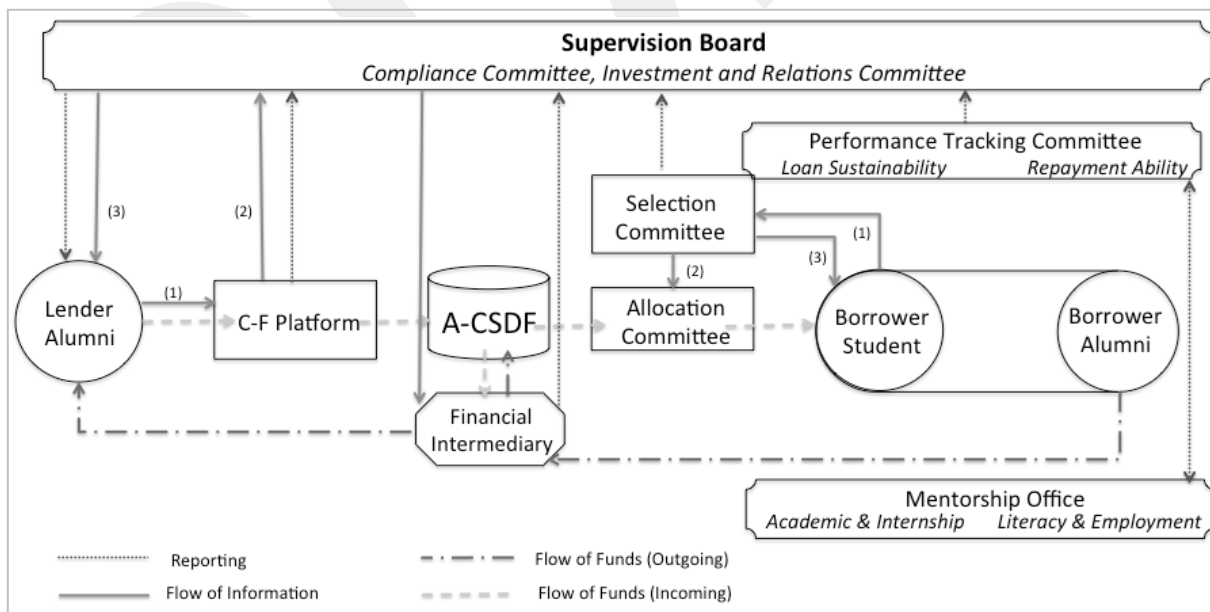 Supervision Board
Compliance Committee, Investment and Relations Committee
Performance Tracking Committee
Loan Sustainability Repayment Ability
Selection
Committee
(3)
(2)
(1)
(3)
(2)
(1)
Lender
Alumni
C-F Platform
A-CSDF
Allocation
Committee
Borrower
Student
Borrower
Alumni
Financial
Intermediary
Mentorship Office
Academic & Internship Literacy & Employment
Reporting
Flow of Funds (Outgoing)
Flow of Information
Flow of Funds (Incoming)